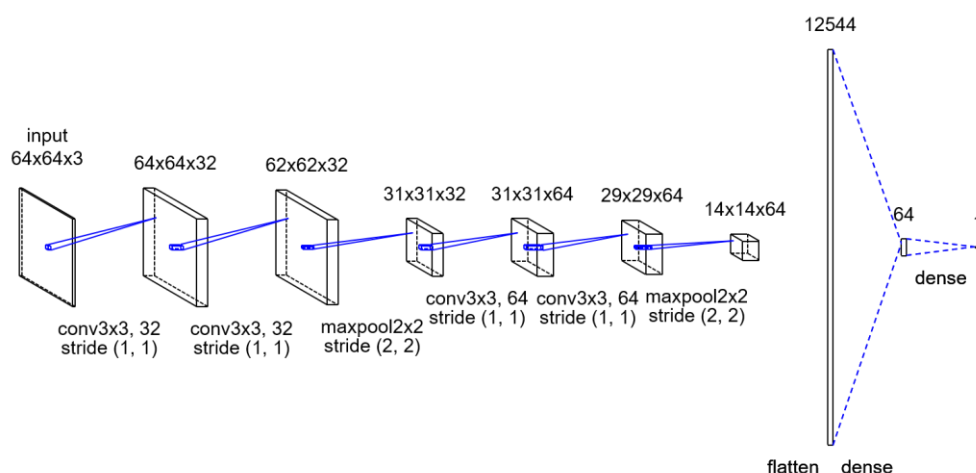 12544
input
64x64x3
64x64x32
62x62x32
31x31x32
31x31x64
29x29x64
14x14x64
64
conv3x3, 32
stride (1, 1)
conv3x3, 32
stride (1, 1)
maxpool2x2
stride (2, 2)
conv3x3, 64
stride (1, 1)
conv3x3, 64
stride (1, 1)
maxpool2x2
stride (2, 2)
dense
flatten
dense